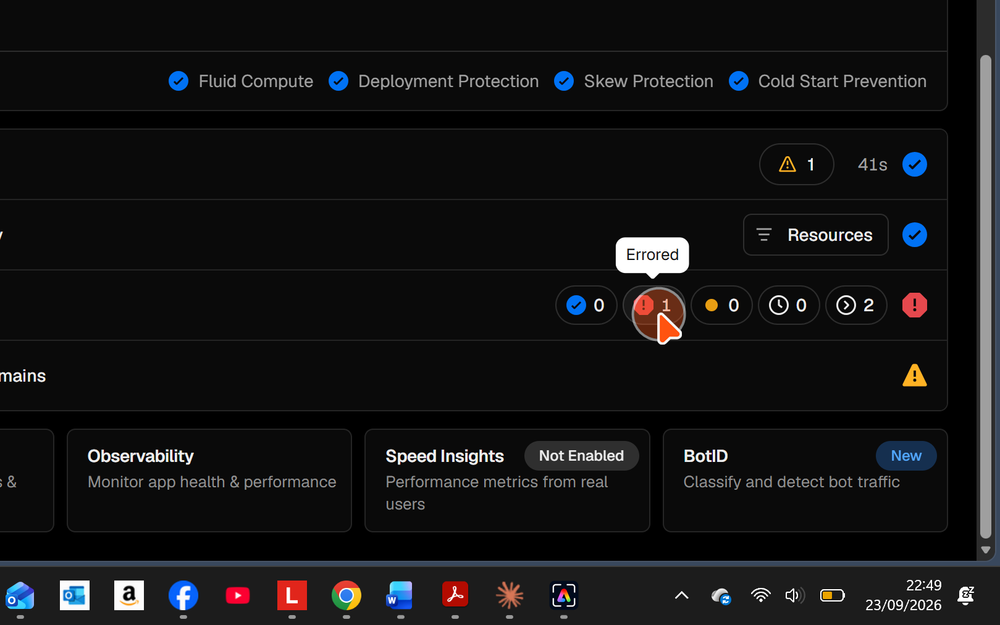 Fluid Compute Deployment Protection Skew Protection Cold Start Prevention
1 41s
Resources
Errored
0 1 0 0 2
mains
s &
Observability
Monitor app health & performance
Speed Insights Not Enabled
Performance metrics from real
users
BotID New
Classify and detect bot traffic
22:49
23/09/2026